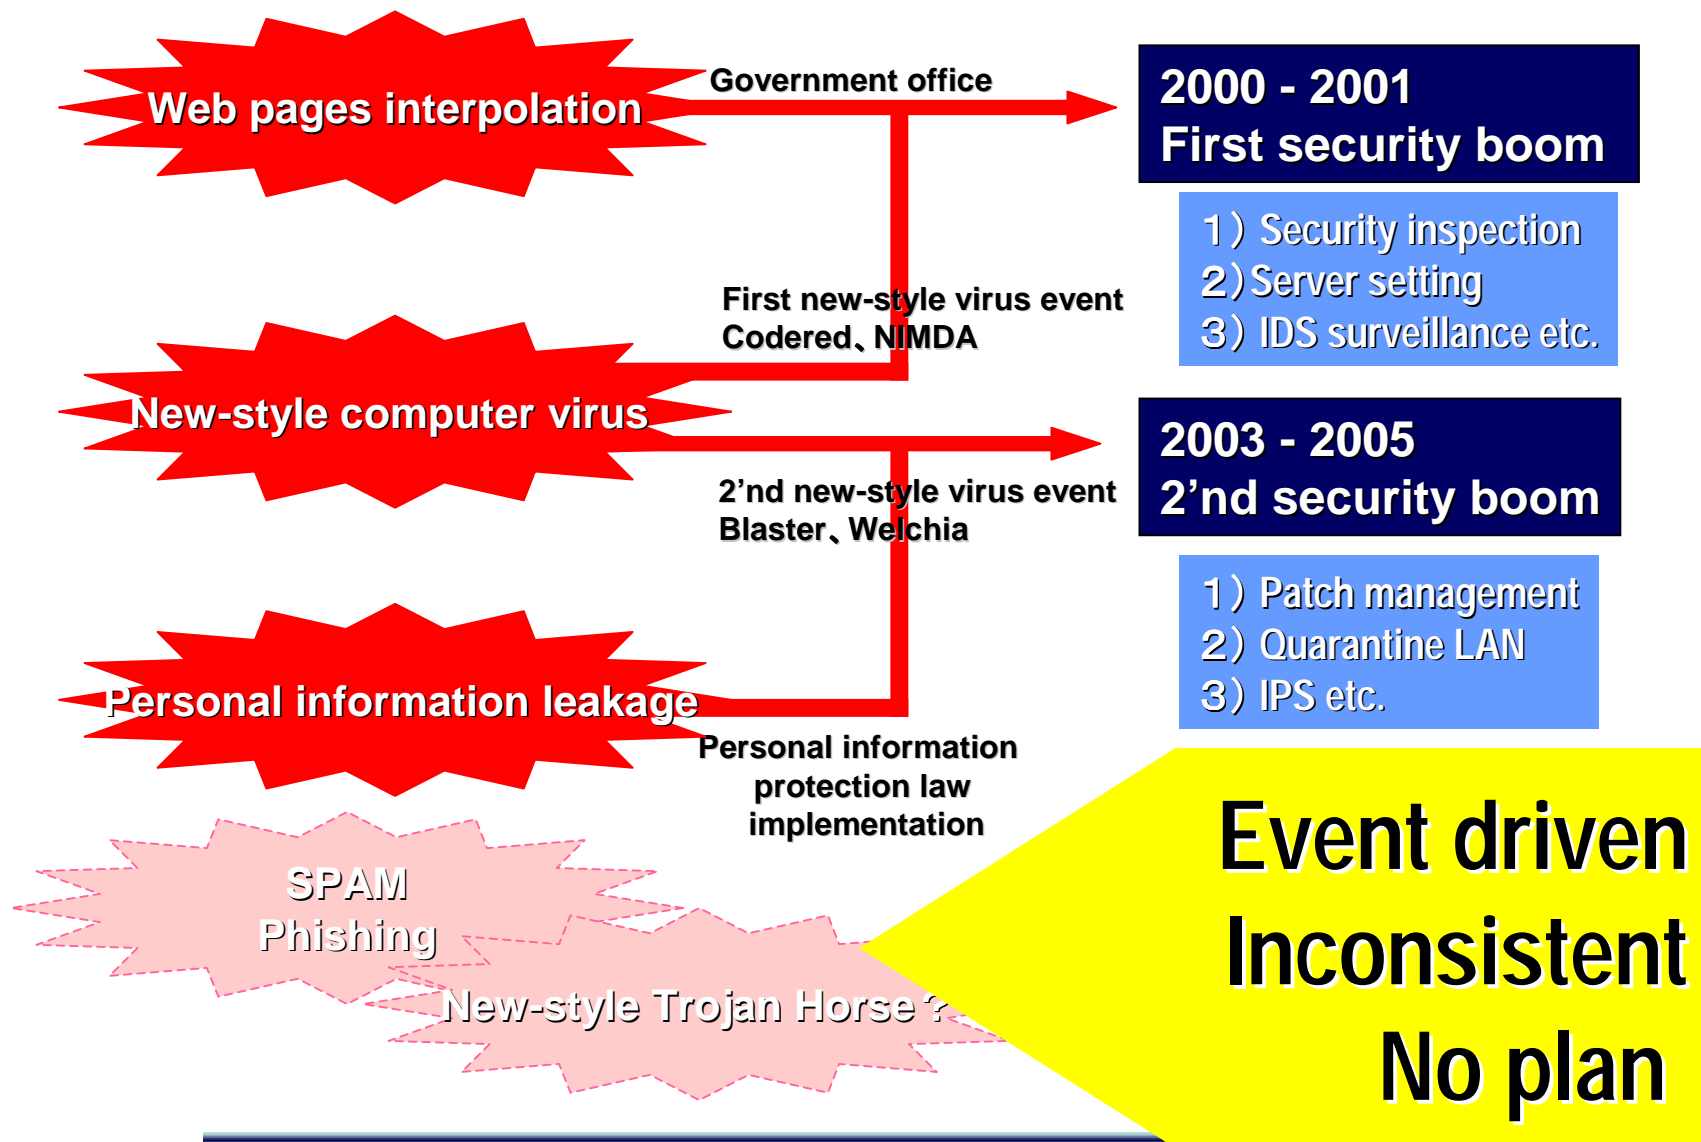 Web pages interpolation
Government office
2000 - 2001
First security boom
１） Security inspection
２）Server setting
３） IDS surveillance etc.
First new-style virus event
Codered、NIMDA
New-style computer virus
2003 - 2005
2’nd security boom
2’nd new-style virus event
Blaster、Welchia
１） Patch management
２） Quarantine LAN
３） IPS etc.
Personal information leakage
Personal information
protection law
implementation
SPAM
Phishing
New-style Trojan Horse？
Event driven
Inconsistent
No plan